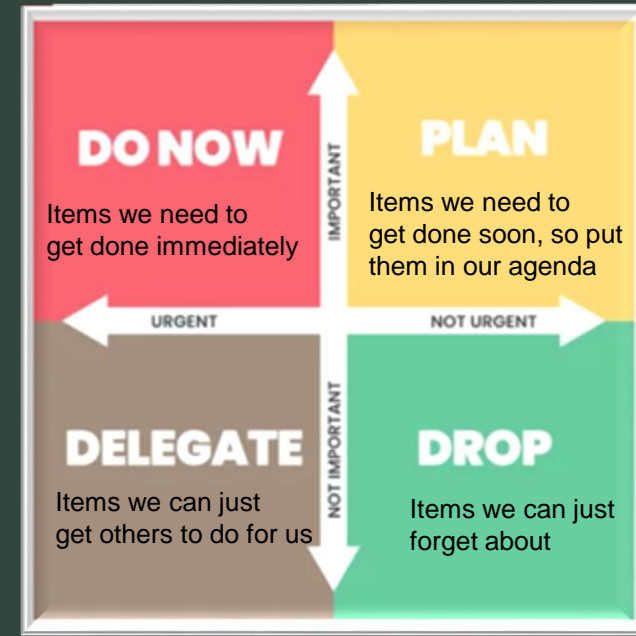 DO NOW
Items we need to
get done immediately
IMPORTANT
PLAN
Items we need to
get done soon, so put
them in our agenda
URGENT
NOT URGENT
DELEGATE
Items we can just
get others to do for us
NOT IMPORTANT
DROP
Items we can just
forget about